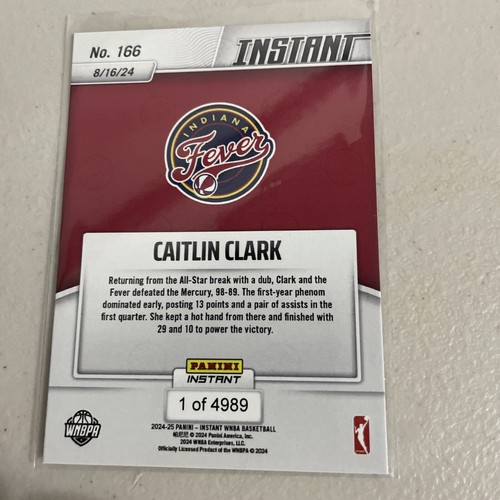 No. 166
INSTANT
8/16/24
INDIANA
Fever
CAITLIN CLARK
Returning from the All-Star break with a dub, Clark and the
Fever defeated the Mercury, 98-89. The first-year phenom
dominated early, posting 13 points and a pair of assists in the
first quarter. She kept a hot hand from there and finished with
29 and 10 to power the victory.
PANINI
INSTANT
1 of 4989
WNBPA
2024-25 PANINI – INSTANT WNBA BASKETBALL
帕尼尼 © 2024 Panini America, Inc.
2024 WNBA Enterprises, LLC.
Officially Licensed Product of the WNBPA © 2024